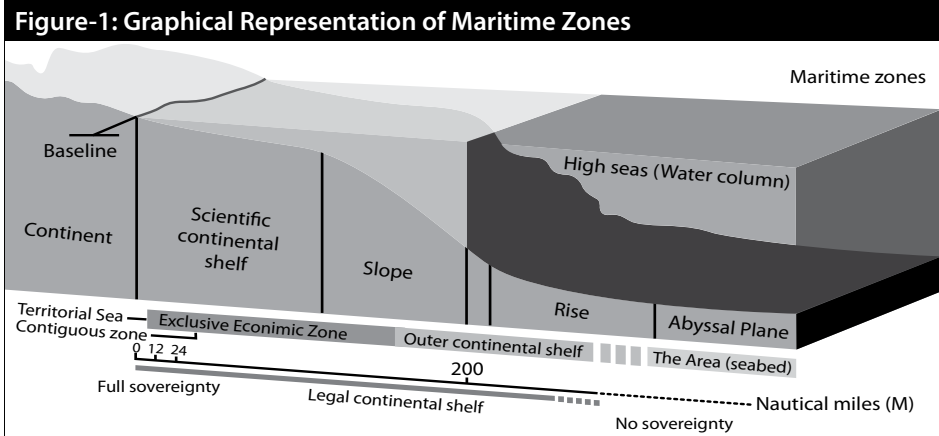 Figure-1: Graphical Representation of Maritime Zones
Maritime zones
Baseline
High seas (Water column)
Continent
Scientific
continental
shelf
Slope
Rise
Abyssal Plane
Territorial Sea
Contiguous zone
Exclusive Econimic Zone
Outer continental shelf
The Area (seabed)
0 12 24
200
Full sovereignty
Legal continental shelf
Nautical miles (M)
No sovereignty